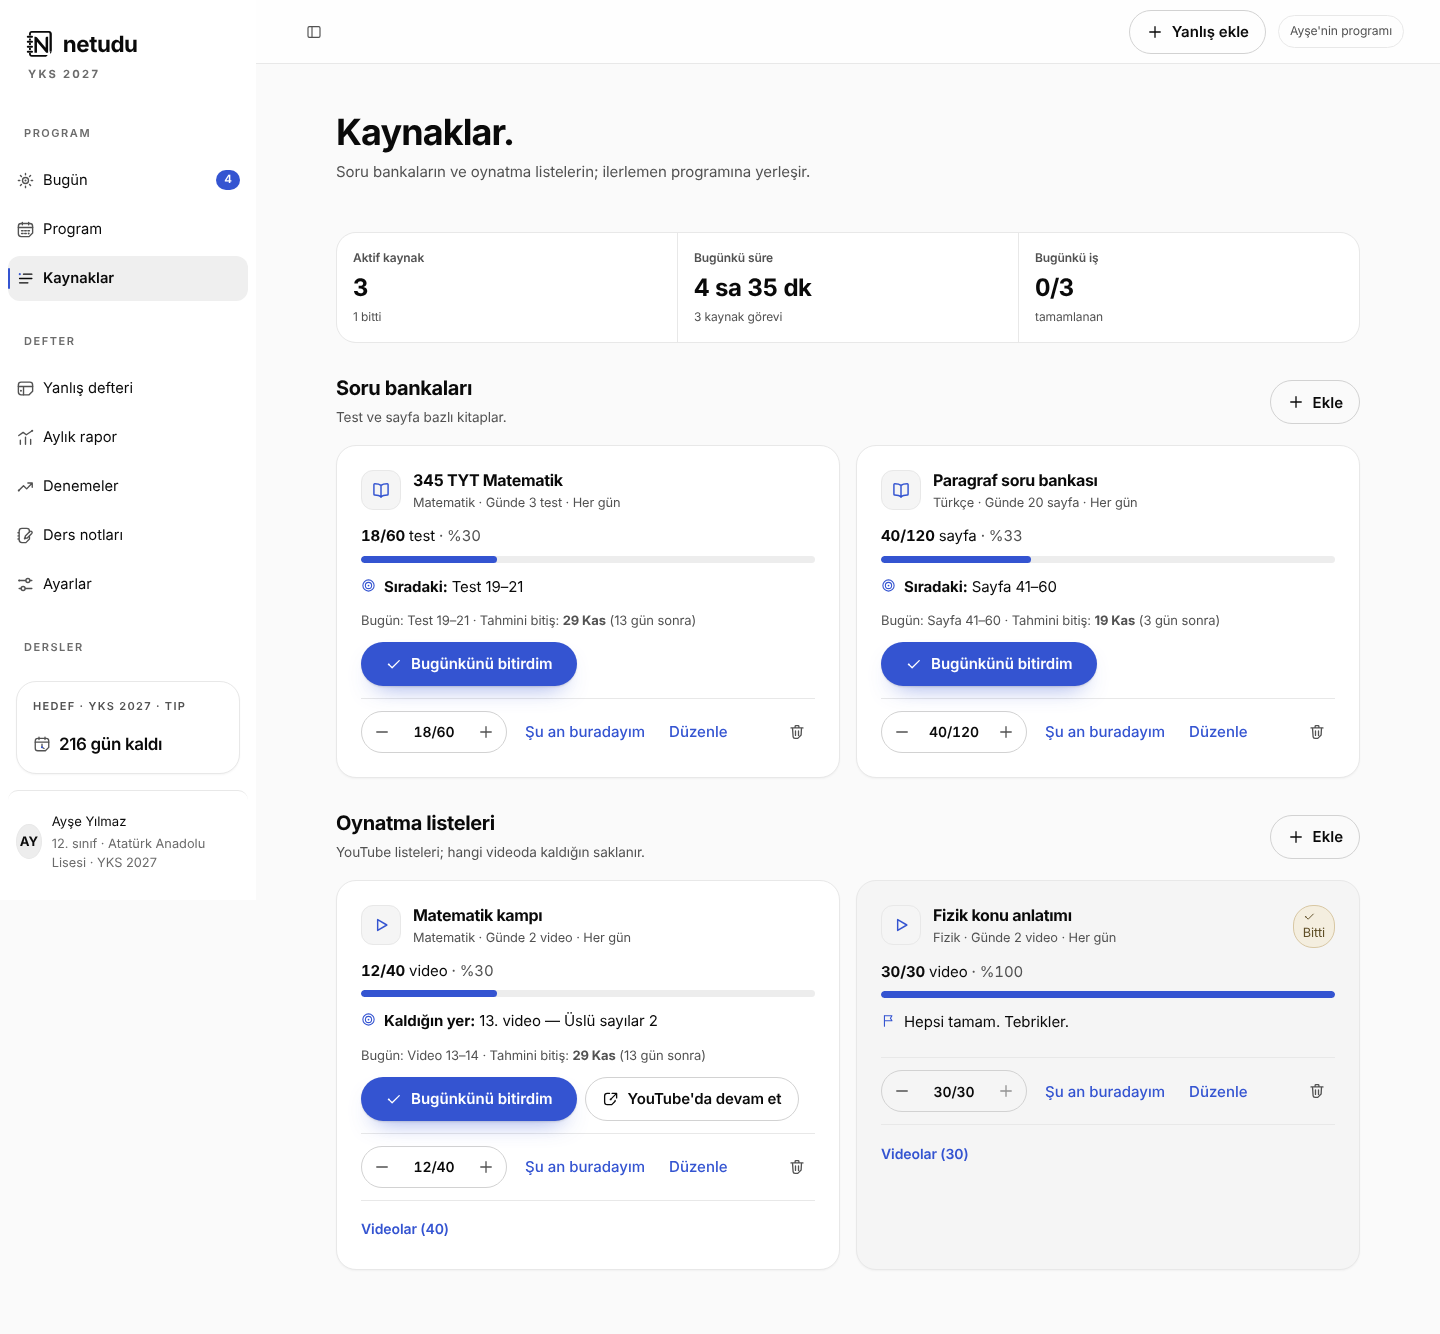 netudu
YKS 2027
PROGRAM
Bugün
4
Program
Kaynaklar
DEFTER
Yanlış defteri
Aylık rapor
Denemeler
Ders notları
Ayarlar
DERSLER
HEDEF · YKS 2027 · TIP
216 gün kaldı
AY
Ayşe Yılmaz
12. sınıf · Atatürk Anadolu
Lisesi · YKS 2027
Yanlış ekle
Ayşe'nin programı
Kaynaklar.
Soru bankaların ve oynatma listelerin; ilerlemen programına yerleşir.
Aktif kaynak
3
1 bitti
Bugünkü süre
4 sa 35 dk
3 kaynak görevi
Bugünkü iş
0/3
tamamlanan
Soru bankaları
Test ve sayfa bazlı kitaplar.
Ekle
345 TYT Matematik
Matematik · Günde 3 test · Her gün
18/60 test · %30
Sıradaki: Test 19–21
Bugün: Test 19–21 · Tahmini bitiş: 29 Kas (13 gün sonra)
Bugünkünü bitirdim
18/60
Şu an buradayım
Düzenle
Paragraf soru bankası
Türkçe · Günde 20 sayfa · Her gün
40/120 sayfa · %33
Sıradaki: Sayfa 41–60
Bugün: Sayfa 41–60 · Tahmini bitiş: 19 Kas (3 gün sonra)
Bugünkünü bitirdim
40/120
Şu an buradayım
Düzenle
Oynatma listeleri
YouTube listeleri; hangi videoda kaldığın saklanır.
Ekle
Matematik kampı
Matematik · Günde 2 video · Her gün
12/40 video · %30
Kaldığın yer: 13. video — Üslü sayılar 2
Bugün: Video 13–14 · Tahmini bitiş: 29 Kas (13 gün sonra)
Bugünkünü bitirdim
YouTube'da devam et
12/40
Şu an buradayım
Düzenle
Videolar (40)
Fizik konu anlatımı
Fizik · Günde 2 video · Her gün
Bitti
30/30 video · %100
Hepsi tamam. Tebrikler.
30/30
Şu an buradayım
Düzenle
Videolar (30)